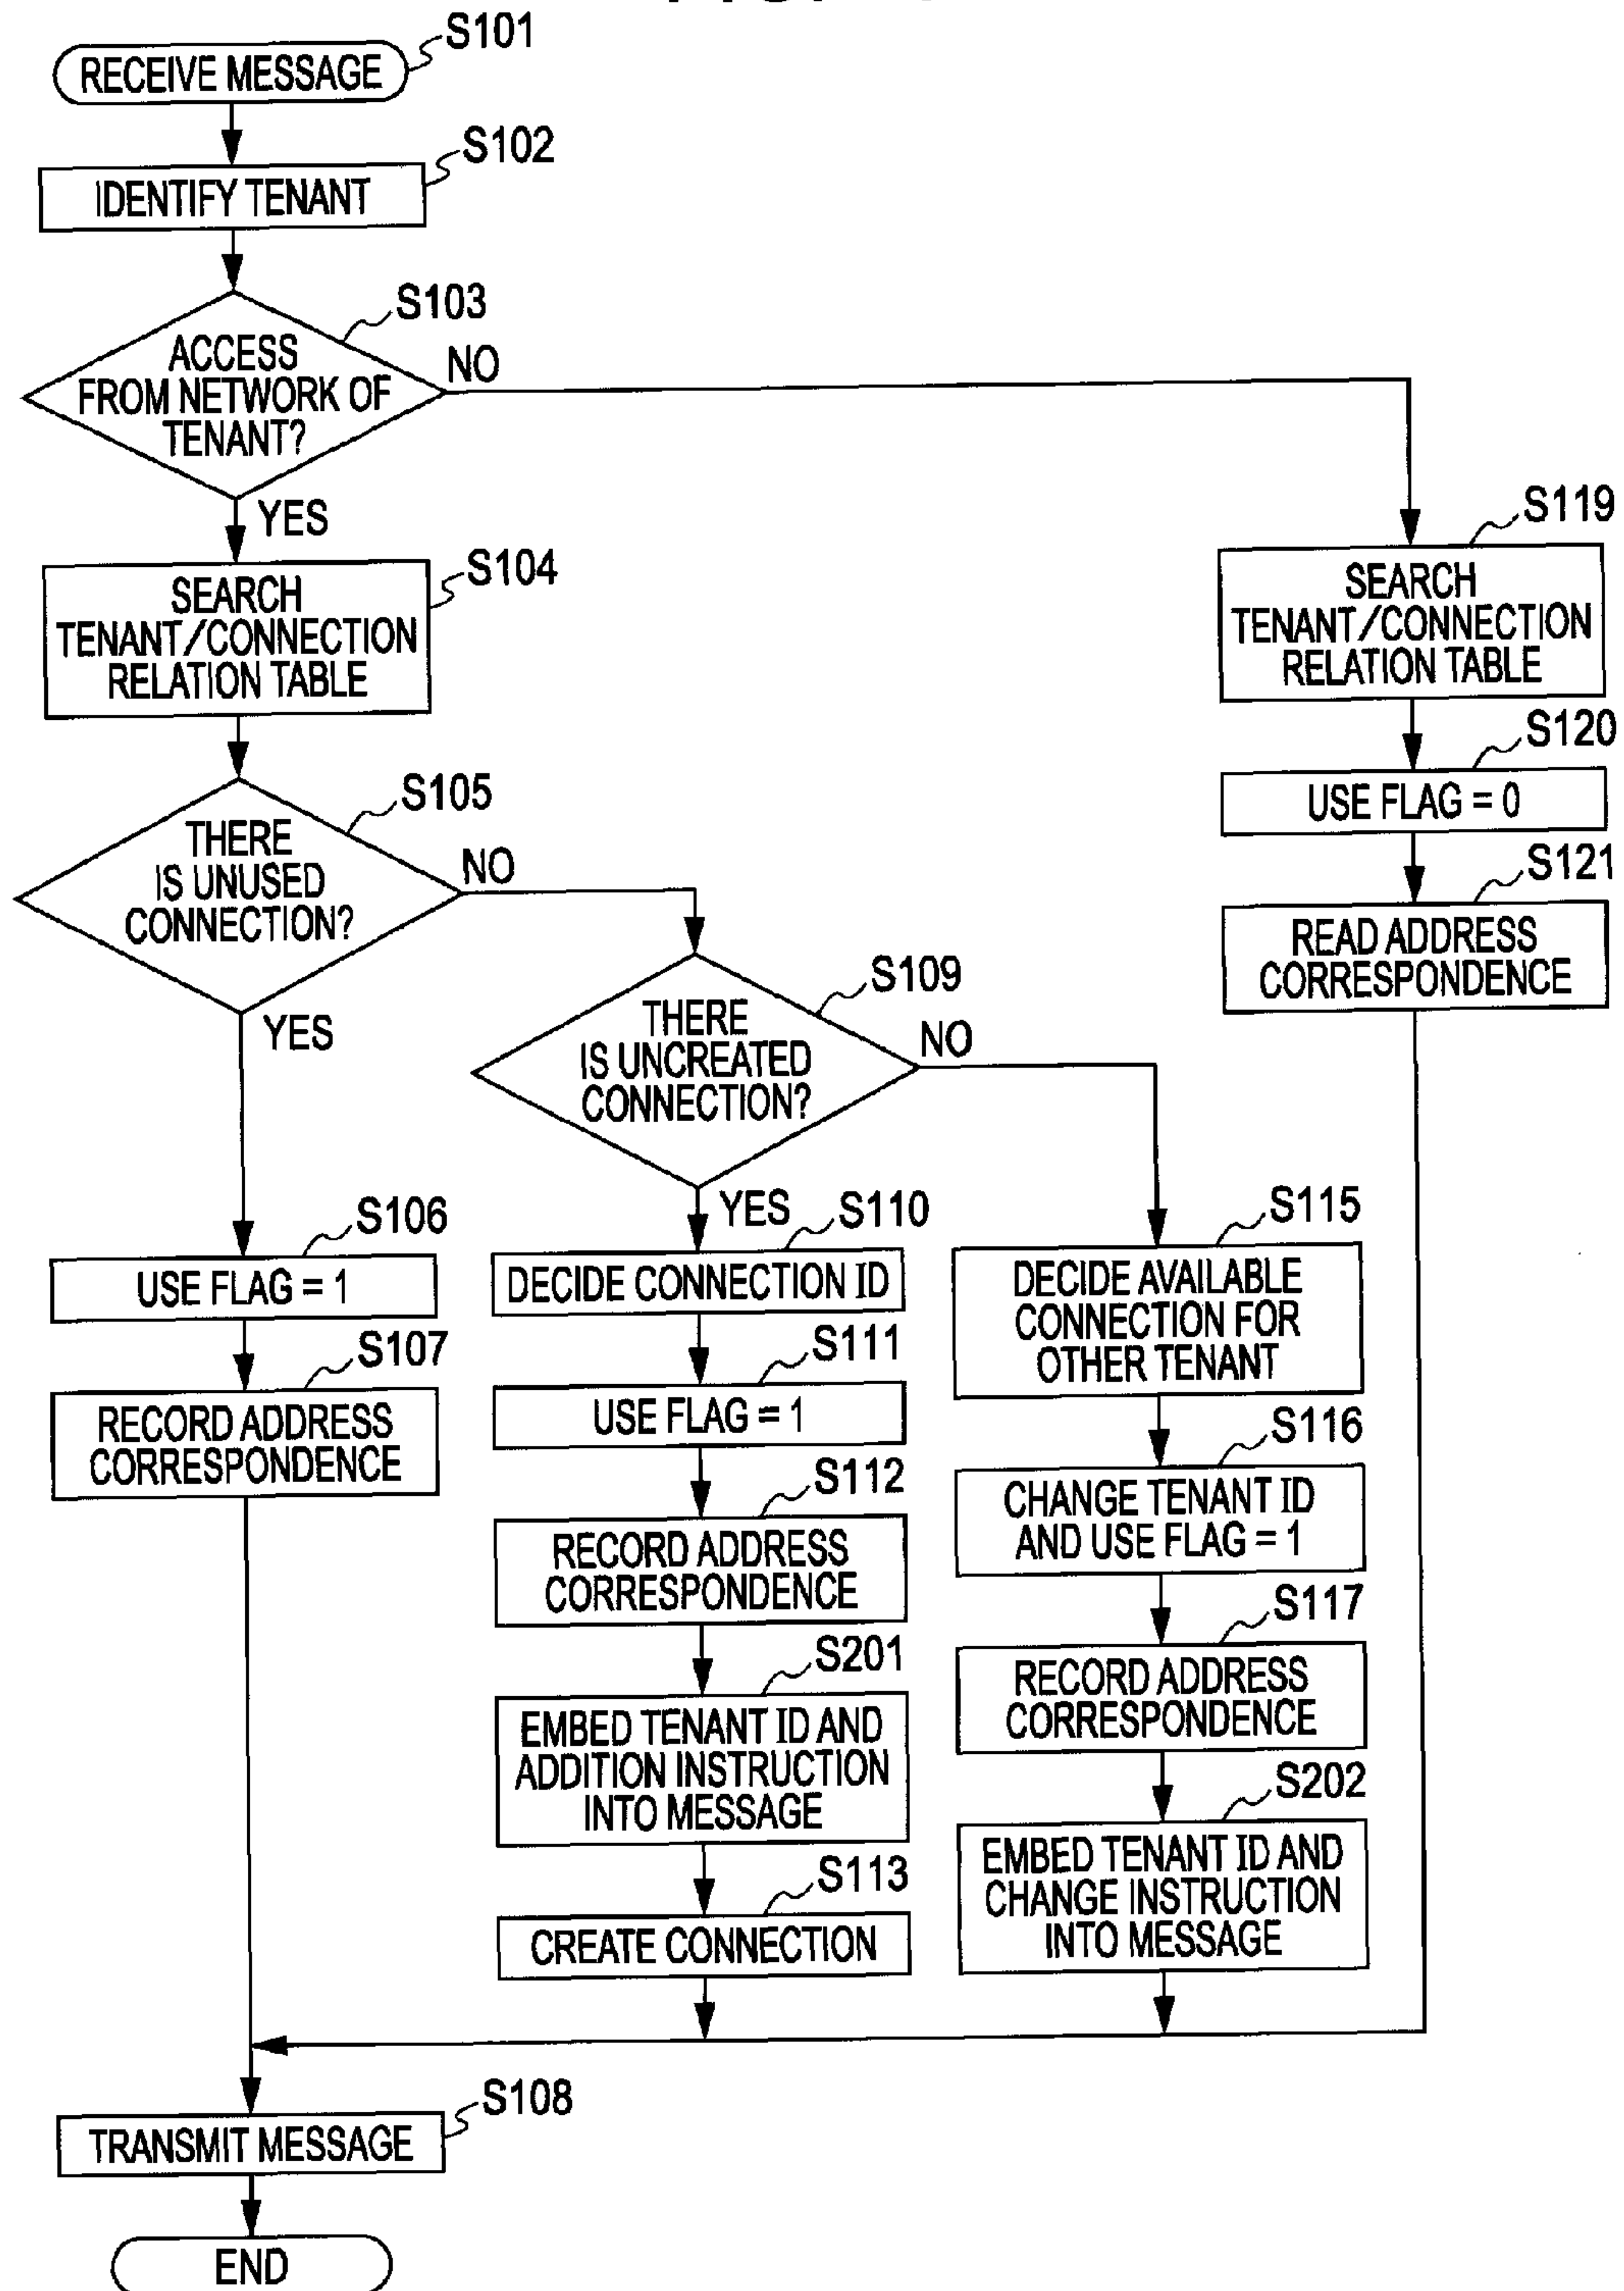 S101
RECEIVE MESSAGE
S102
IDENTIFY TENANT
S103
ACCESS
FROM NETWORK OF
TENANT?
NO
YES
S104
SEARCH
TENANT/CONNECTION
RELATION TABLE
S119
SEARCH
TENANT/CONNECTION
RELATION TABLE
S120
USE FLAG = 0
S121
READ ADDRESS
CORRESPONDENCE
S105
THERE
IS UNUSED
CONNECTION?
NO
YES
S109
THERE
IS UNCREATED
CONNECTION?
NO
YES
S106
USE FLAG = 1
S107
RECORD ADDRESS
CORRESPONDENCE
S110
DECIDE CONNECTION ID
S111
USE FLAG = 1
S112
RECORD ADDRESS
CORRESPONDENCE
S201
EMBED TENANT ID AND
ADDITION INSTRUCTION
INTO MESSAGE
S113
CREATE CONNECTION
S115
DECIDE AVAILABLE
CONNECTION FOR
OTHER TENANT
S116
CHANGE TENANT ID
AND USE FLAG = 1
S117
RECORD ADDRESS
CORRESPONDENCE
S202
EMBED TENANT ID AND
CHANGE INSTRUCTION
INTO MESSAGE
S108
TRANSMIT MESSAGE
END